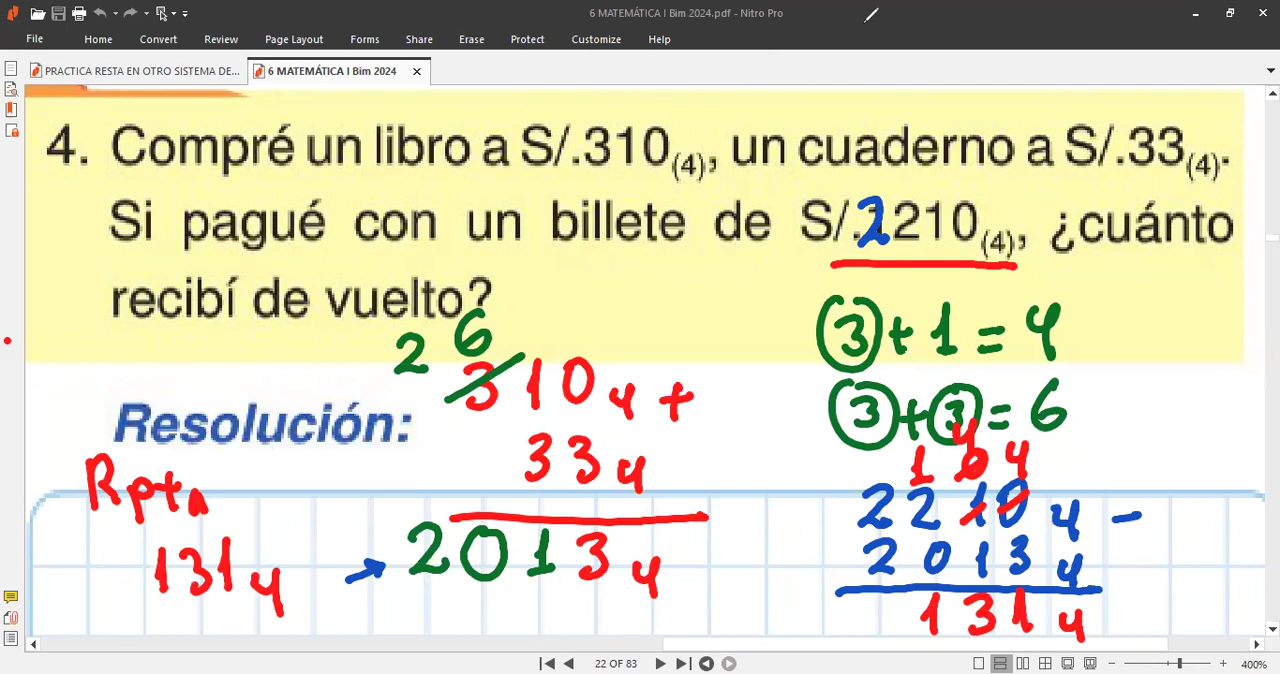 6 MATEMÁTICA I Bim 2024.pdf - Nitro Pro
File Home Convert Review Page Layout Forms Share Erase Protect Customize Help
PRACTICA RESTA EN OTRO SISTEMA DE... 6 MATEMÁTICA I Bim 2024
4. Compré un libro a S/.310(4), un cuaderno a S/.33(4).
Si pagué con un billete de S/.2210(4), ¿cuánto
recibí de vuelto?
3 + 1 = 4
3 + 3 = 6
2 6
310 4 +
33 4
2013 4
Resolución:
Rpta
131 4
1 4 4
2210 4 -
2013 4
131 4
22 OF 83
400%